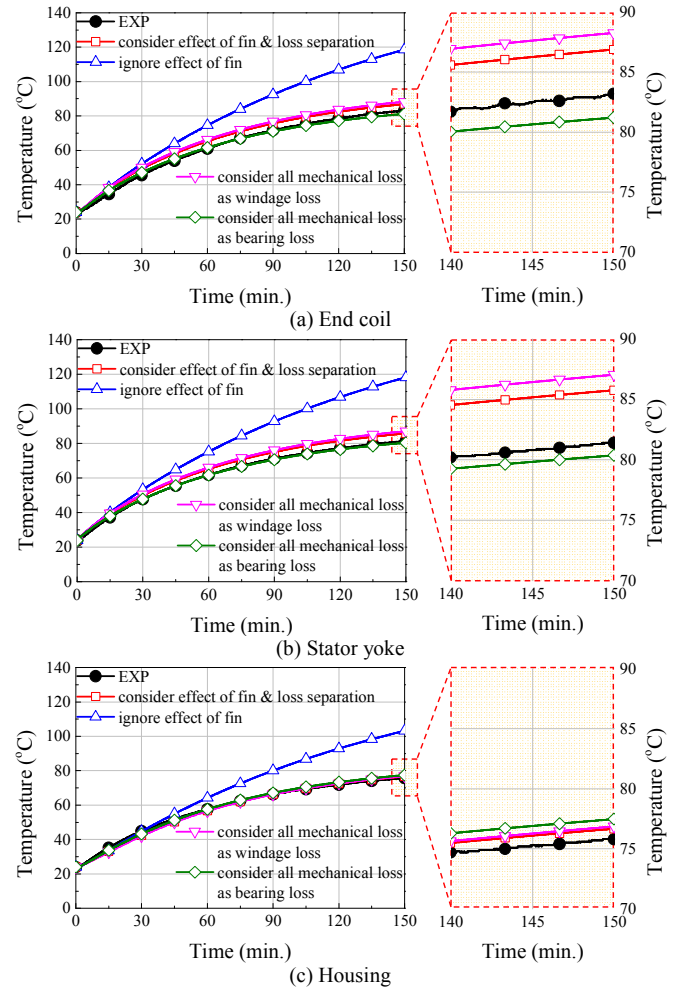 140
120
100
80
60
40
20
0
Temperature (°C)
EXP
consider effect of fin & loss separation
ignore effect of fin
consider all mechanical loss
as windage loss
consider all mechanical loss
as bearing loss
0 30 60 90 120 150
Time (min.)
90
85
80
75
70
Temperature (°C)
140 145 150
Time (min.)
(a) End coil
140
120
100
80
60
40
20
0
Temperature (°C)
EXP
consider effect of fin & loss separation
ignore effect of fin
consider all mechanical loss
as windage loss
consider all mechanical loss
as bearing loss
0 30 60 90 120 150
Time (min.)
90
85
80
75
70
Temperature (°C)
140 145 150
Time (min.)
(b) Stator yoke
140
120
100
80
60
40
20
0
Temperature (°C)
EXP
consider effect of fin & loss separation
ignore effect of fin
consider all mechanical loss
as windage loss
consider all mechanical loss
as bearing loss
0 30 60 90 120 150
Time (min.)
90
85
80
75
70
Temperature (°C)
140 145 150
Time (min.)
(c) Housing